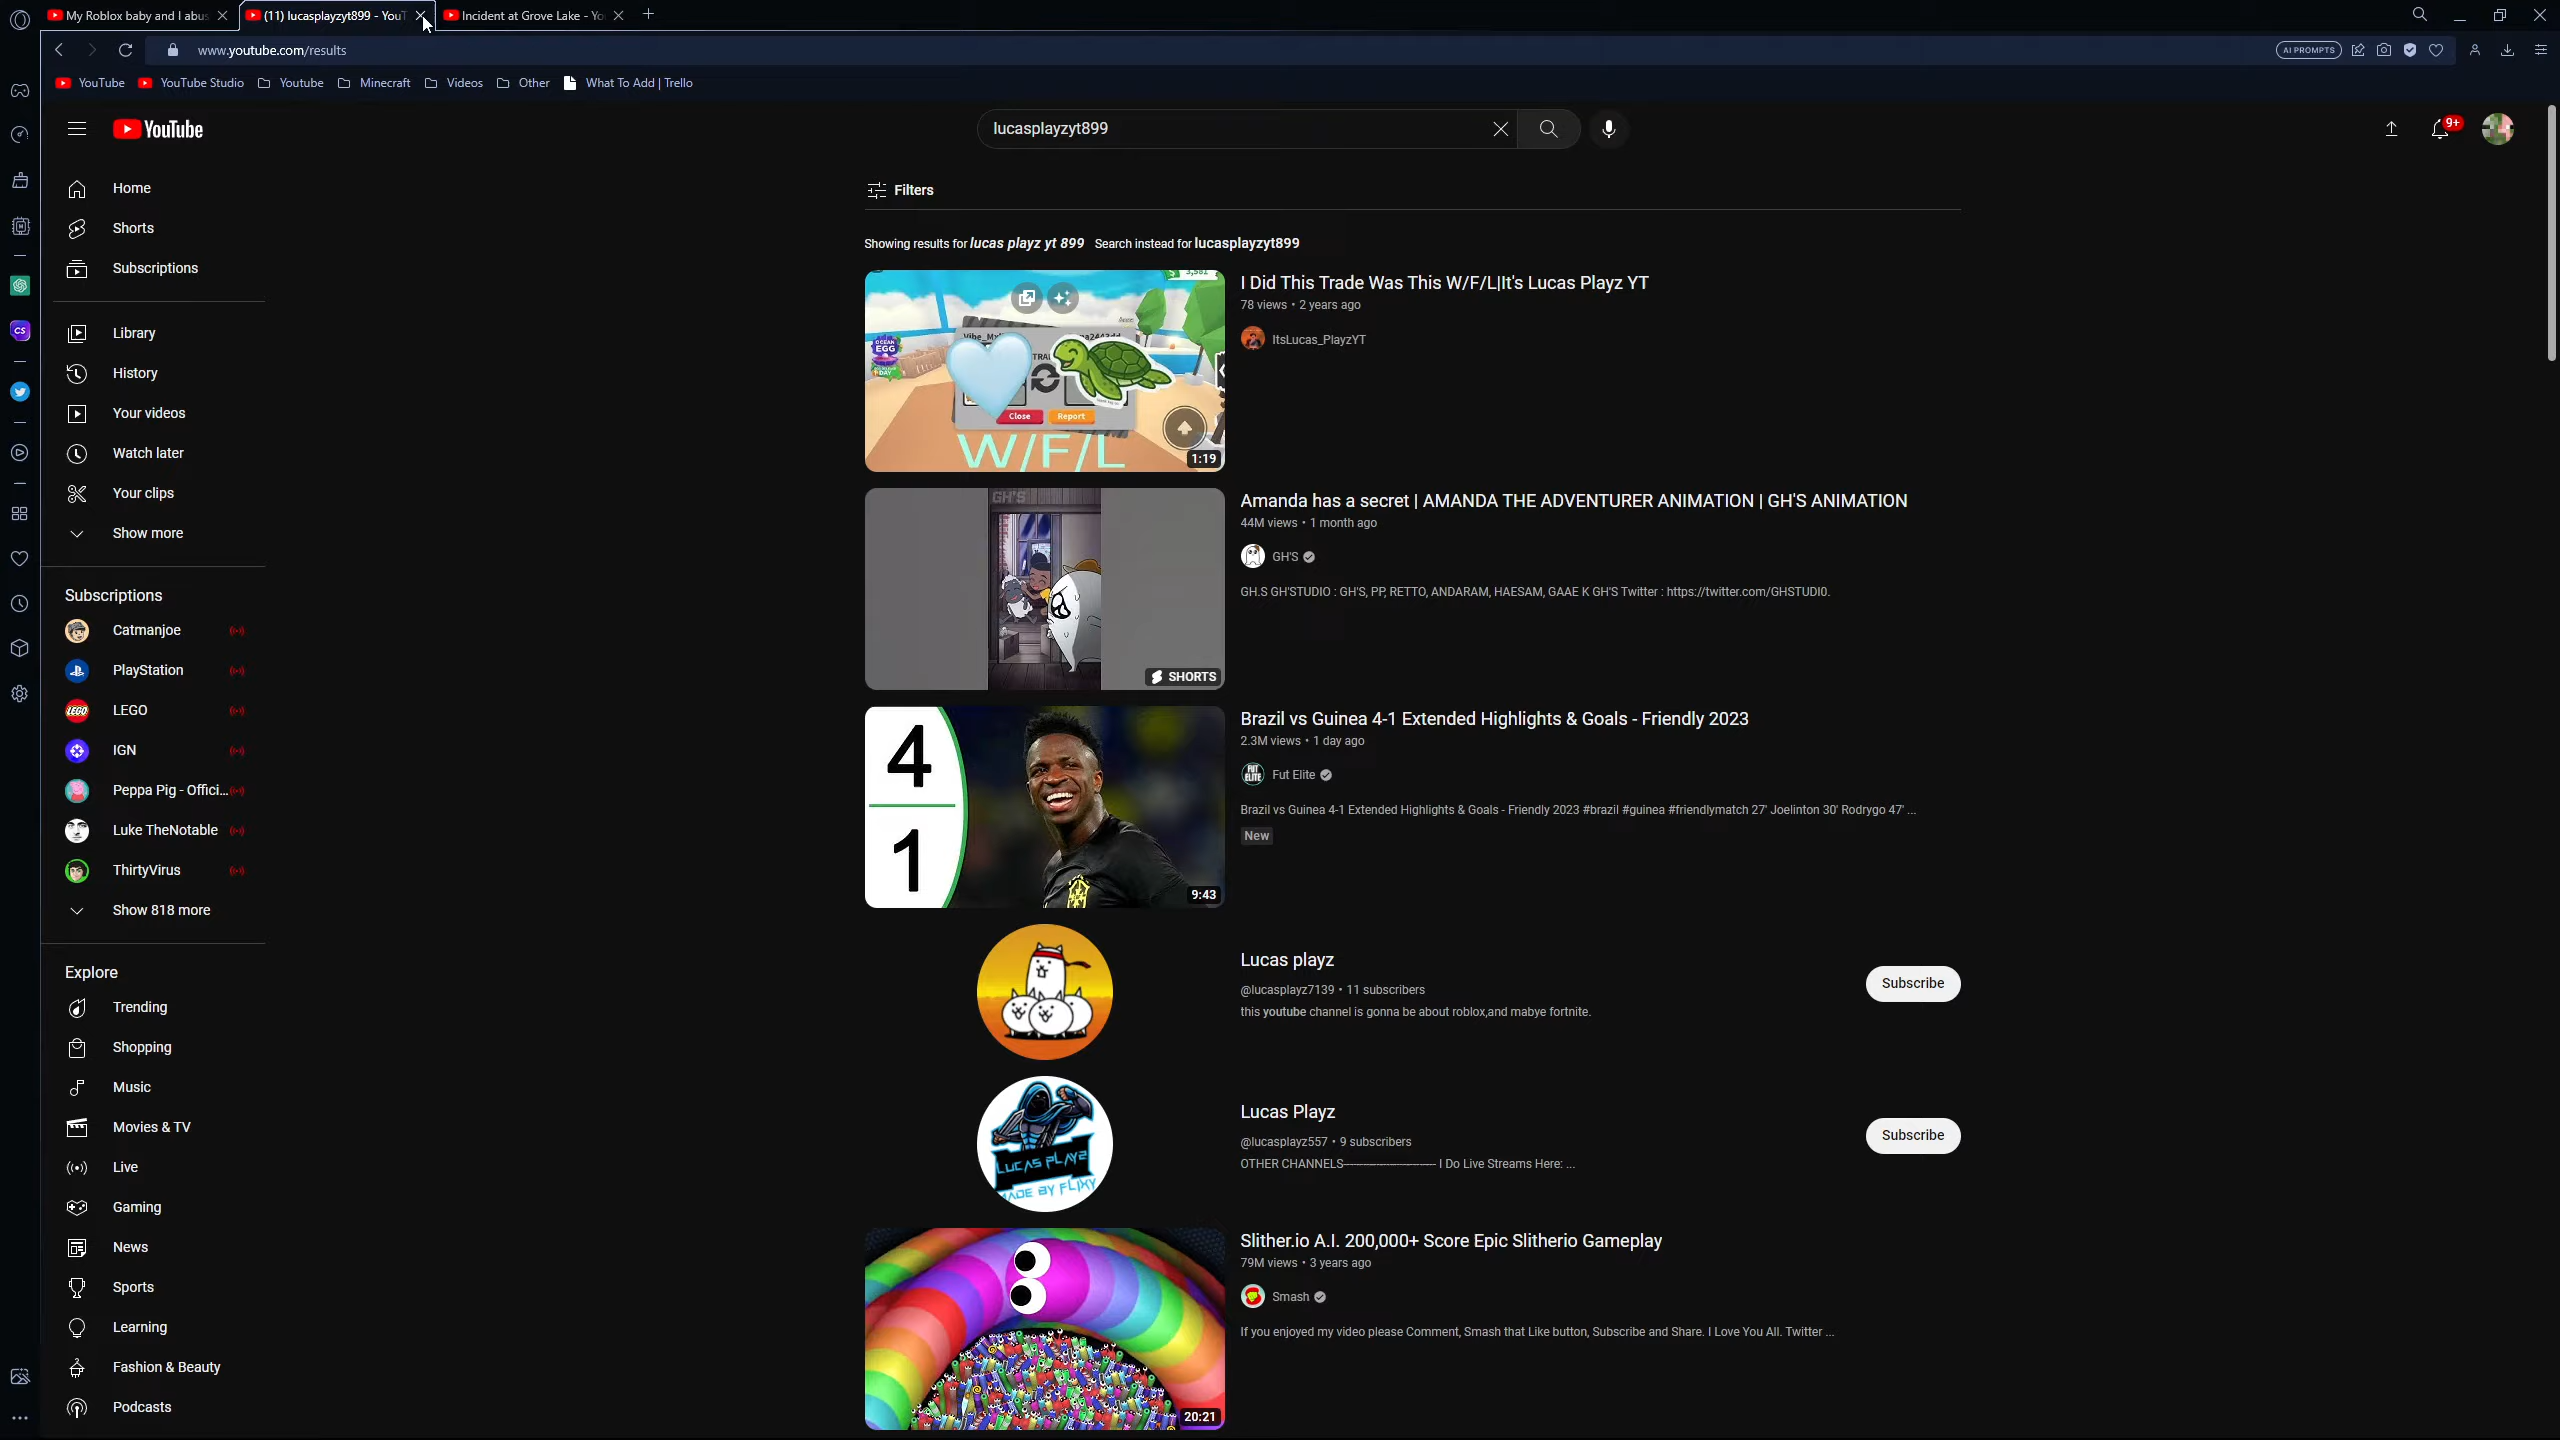 My Roblox baby and I abus
(11) lucasplayzyt899 - YouT
Incident at Grove Lake - Yo
www.youtube.com/results
AI PROMPTS
YouTube
YouTube Studio
Youtube
Minecraft
Videos
Other
What To Add | Trello
YouTube
lucasplayzyt899
9+
Home
Shorts
Subscriptions
Library
History
Your videos
Watch later
Your clips
Show more
Subscriptions
Catmanjoe
PlayStation
LEGO
IGN
Peppa Pig - Offici...
Luke TheNotable
ThirtyVirus
Show 818 more
Explore
Trending
Shopping
Music
Movies & TV
Live
Gaming
News
Sports
Learning
Fashion & Beauty
Podcasts
Filters
Showing results for lucas playz yt 899 Search instead for lucasplayzyt899
OCEAN EGG
Close
Report
W/F/L
1:19
I Did This Trade Was This W/F/L|It's Lucas Playz YT
78 views • 2 years ago
ItsLucas_PlayzYT
GH'S
SHORTS
Amanda has a secret | AMANDA THE ADVENTURER ANIMATION | GH'S ANIMATION
44M views • 1 month ago
GH'S
GH.S GH'STUDIO : GH'S, PP, RETTO, ANDARAM, HAESAM, GAAE K GH'S Twitter : https://twitter.com/GHSTUDI0.
4
1
9:43
Brazil vs Guinea 4-1 Extended Highlights & Goals - Friendly 2023
2.3M views • 1 day ago
FUT ELITE
Fut Elite
Brazil vs Guinea 4-1 Extended Highlights & Goals - Friendly 2023 #brazil #guinea #friendlymatch 27' Joelinton 30' Rodrygo 47' ...
New
Lucas playz
@lucasplayz7139 • 11 subscribers
this youtube channel is gonna be about roblox,and mabye fortnite.
Subscribe
LUCAS PLAYZ
MADE BY FLIXY
Lucas Playz
@lucasplayz557 • 9 subscribers
OTHER CHANNELS------------------------------ I Do Live Streams Here: ...
Subscribe
20:21
Slither.io A.I. 200,000+ Score Epic Slitherio Gameplay
79M views • 3 years ago
Smash
If you enjoyed my video please Comment, Smash that Like button, Subscribe and Share. I Love You All. Twitter ...